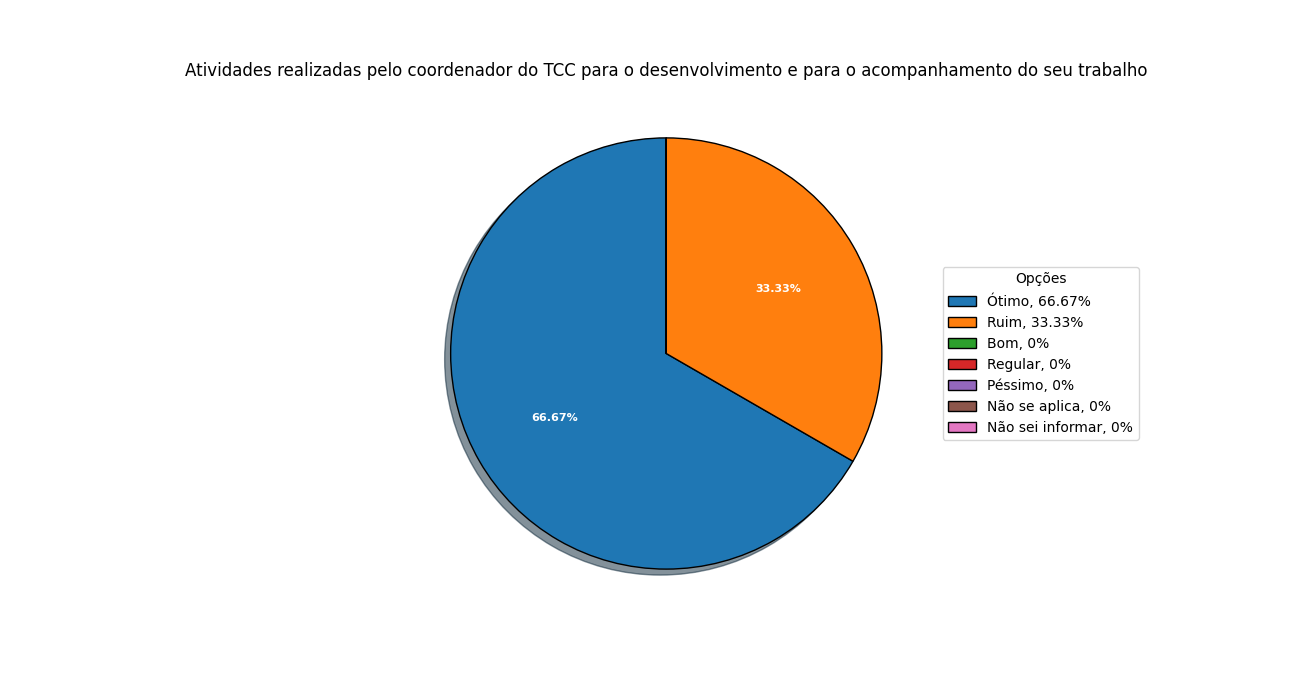 Atividades realizadas pelo coordenador do TCC para o desenvolvimento e para o acompanhamento do seu trabalho
33.33%
66.67%
Opções
Ótimo, 66.67%
Ruim, 33.33%
Bom, 0%
Regular, 0%
Péssimo, 0%
Não se aplica, 0%
Não sei informar, 0%